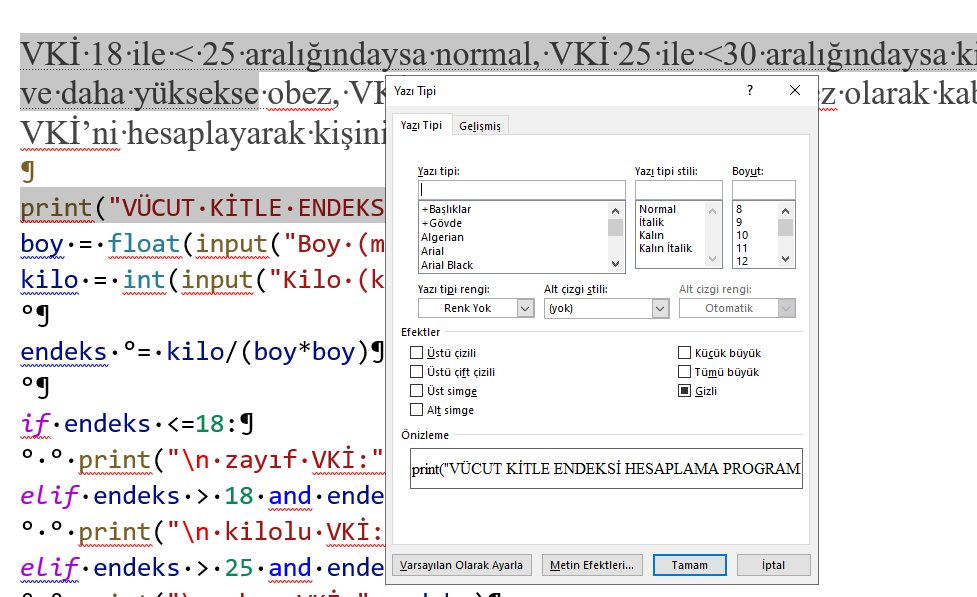 VKİ·18·ile·<·25·aralığındaysa·normal,·VKİ·25·ile·<30·aralığındaysa
ve·daha·yüksekse·obez,
olarak
VKİ’ni·hesaplayarak
¶
print("VÜCUT·KİTLE·ENDEKS
boy·=·float(input("Boy·(m
kilo·=·int(input("Kilo·(k
°¶
endeks·°=·kilo/(boy*boy)¶
°¶
if·endeks·<=18:¶
°·°·print("\n·zayıf·VKİ:"
elif·endeks·>·18·and·ende
°·°·print("\n·kilolu·VKİ:
elif·endeks·>·25·and·ende
Yazı Tipi
?
Yazı Tipi
Gelişmiş
Yazı tipi:
Yazı tipi stili:
Boyut:
+Başlıklar
+Gövde
Algerian
Arial
Arial Black
Normal
İtalik
Kalın
Kalın İtalik
8
9
10
11
12
Yazı tipi rengi:
Alt çizgi stili:
Alt çizgi rengi:
Renk Yok
(yok)
Otomatik
Efektler
Üstü çizili
Üstü çift çizili
Üst simge
Alt simge
Küçük büyük
Tümü büyük
Gizli
Önizleme
print("VÜCUT KİTLE ENDEKSİ HESAPLAMA PROGRAM
Varsayılan Olarak Ayarla
Metin Efektleri...
Tamam
İptal